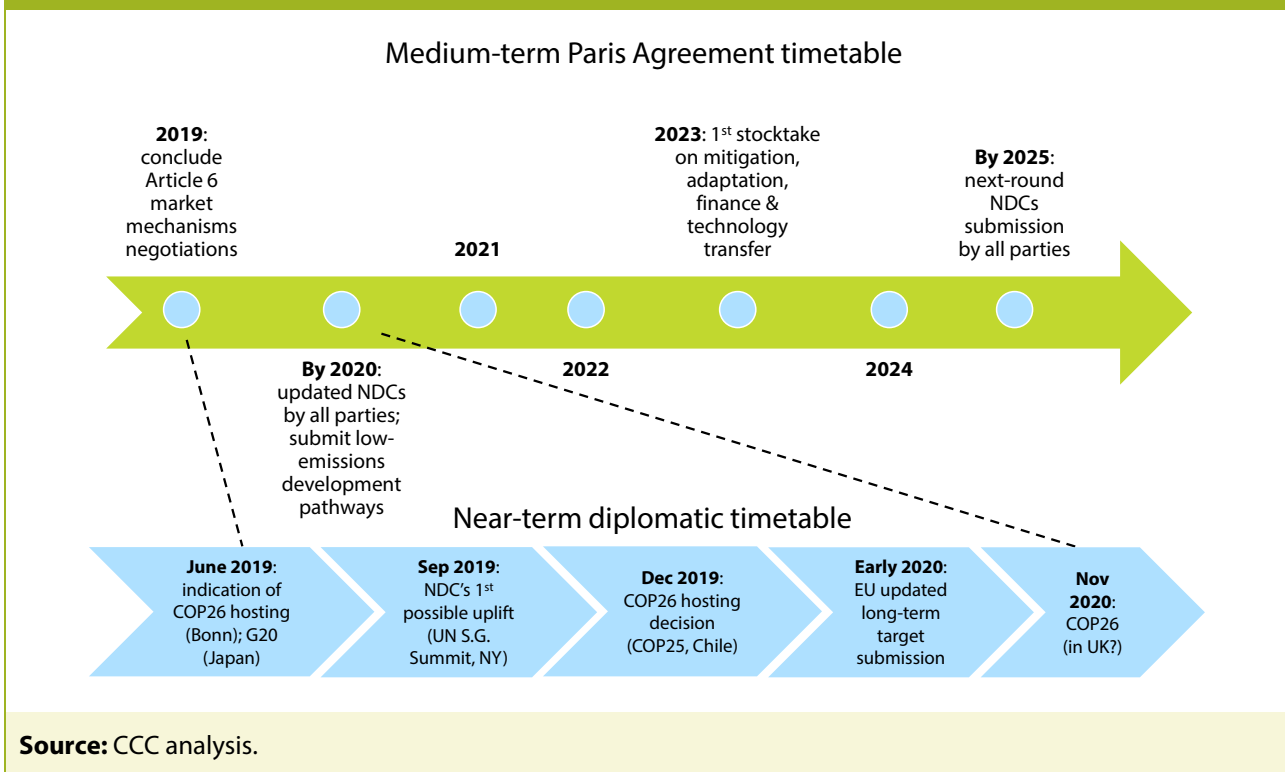 Medium-term Paris Agreement timetable
2019:
conclude
Article 6
market
mechanisms
negotiations
2021
2023: 1st stocktake
on mitigation,
adaptation,
finance &
technology
transfer
By 2025:
next-round
NDCs
submission
by all parties
By 2020:
updated NDCs
by all parties;
submit low-
emissions
development
pathways
2022
2024
Near-term diplomatic timetable
June 2019:
indication of
COP26 hosting
(Bonn); G20
(Japan)
Sep 2019:
NDC's 1st
possible uplift
(UN S.G.
Summit, NY)
Dec 2019:
COP26 hosting
decision
(COP25, Chile)
Early 2020:
EU updated
long-term
target
submission
Nov
2020:
COP26
(in UK?)
Source: CCC analysis.